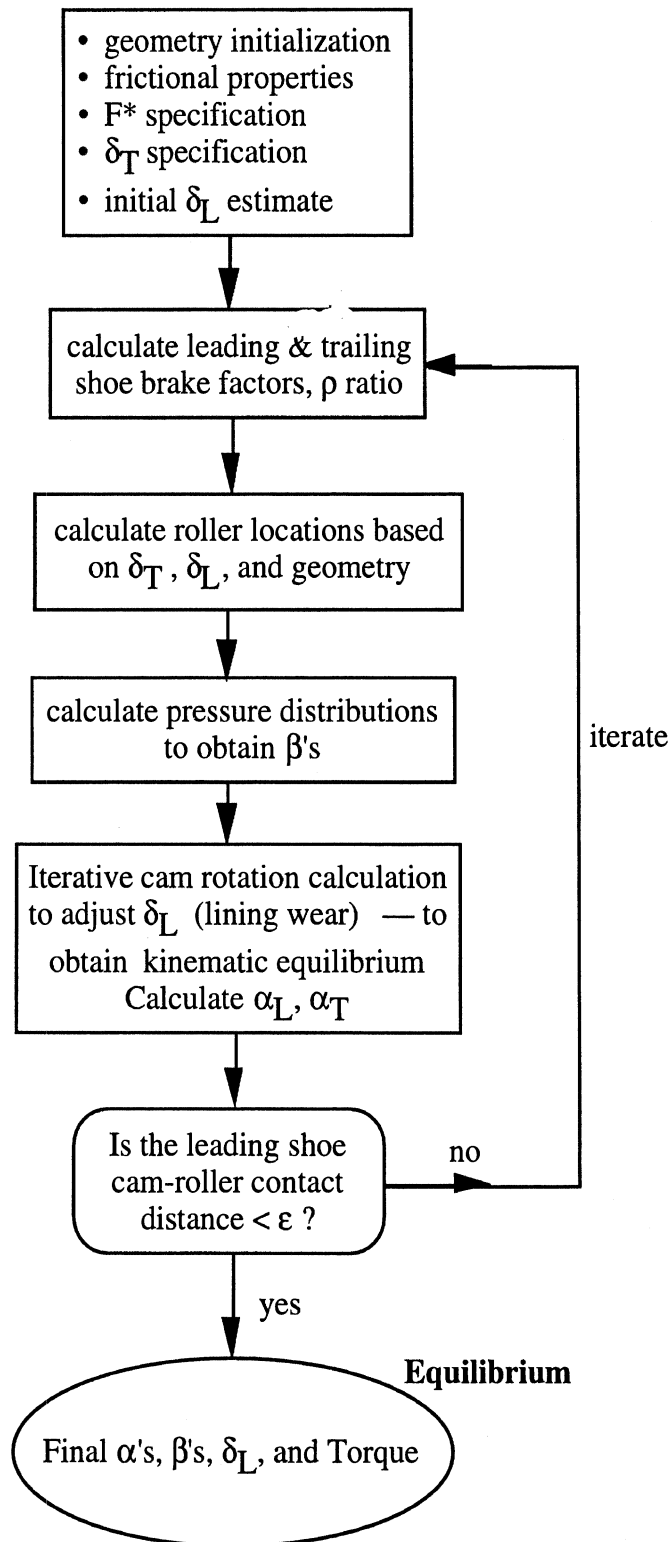 • geometry initialization
• frictional properties
• F* specification
• δT specification
• initial δL estimate
calculate leading & trailing
shoe brake factors, ρ ratio
calculate roller locations based
on δT , δL, and geometry
calculate pressure distributions
to obtain β's
iterate
Iterative cam rotation calculation
to adjust δL (lining wear) — to
obtain kinematic equilibrium
Calculate αL, αT
Is the leading shoe
cam-roller contact
distance < ε ?
no
yes
Equilibrium
Final α's, β's, δL, and Torque